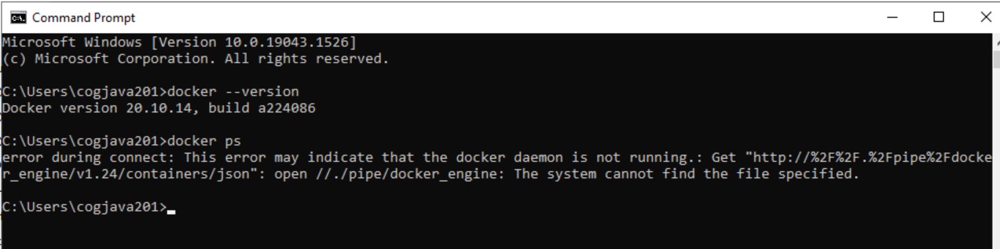 Command Prompt
Microsoft Windows [Version 10.0.19043.1526]
(c) Microsoft Corporation. All rights reserved.
C:\Users\cogjava201>docker --version
Docker version 20.10.14, build a224086
C:\Users\cogjava201>docker ps
error during connect: This error may indicate that the docker daemon is not running.: Get "http://%2F%2F.%2Fpipe%2Fdocke
r_engine/v1.24/containers/json": open //./pipe/docker_engine: The system cannot find the file specified.
C:\Users\cogjava201>